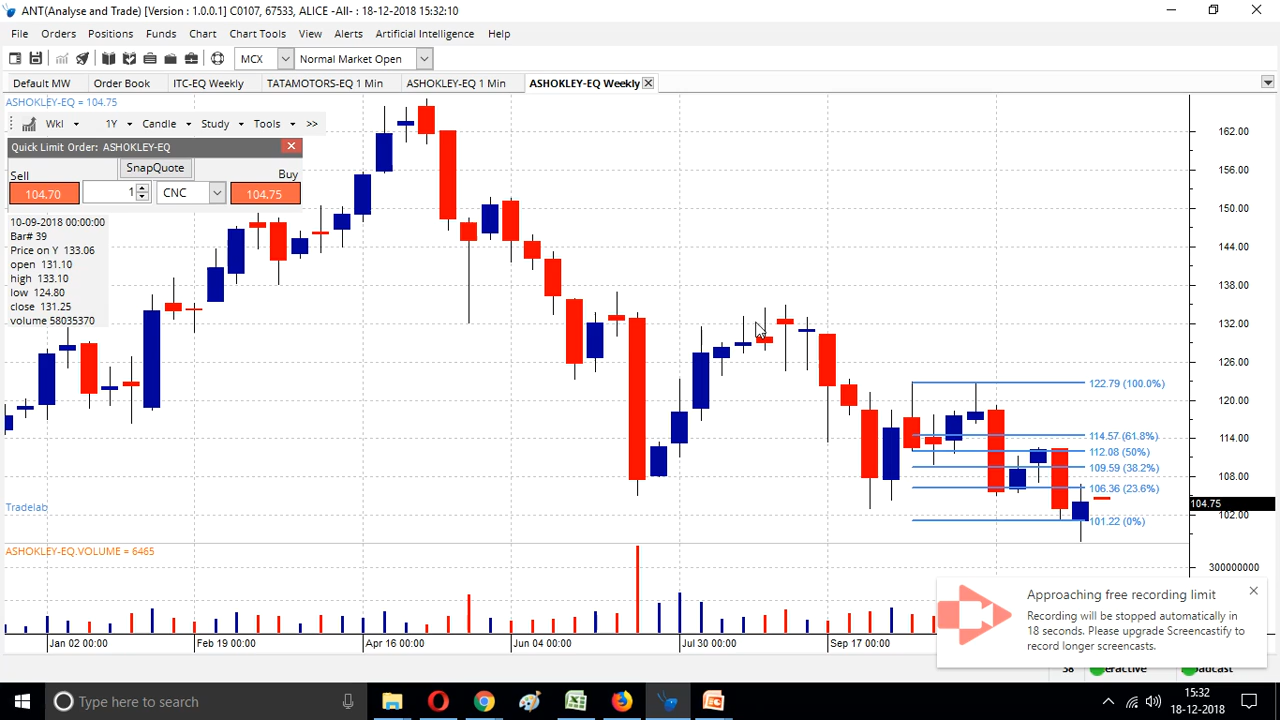 ANT(Analyse and Trade) [Version : 1.0.0.1] C0107, 67533, ALICE -All- : 18-12-2018 15:32:10
File Orders Positions Funds Chart Chart Tools View Alerts Artificial Intelligence Help
MCX Normal Market Open
Default MW Order Book ITC-EQ Weekly TATAMOTORS-EQ 1 Min ASHOKLEY-EQ 1 Min ASHOKLEY-EQ Weekly
ASHOKLEY-EQ = 104.75
Wkl 1Y Candle Study Tools >>
Quick Limit Order: ASHOKLEY-EQ
Sell SnapQuote Buy
104.70 1 CNC 104.75
10-09-2018 00:00:00
Bar# 39
Price on Y 133.06
open 131.10
high 133.10
low 124.80
close 131.25
volume 58035370
162.00
156.00
150.00
144.00
138.00
132.00
126.00
120.00
114.00
108.00
104.75
102.00
122.79 (100.0%)
114.57 (61.8%)
112.08 (50%)
109.59 (38.2%)
106.36 (23.6%)
101.22 (0%)
Tradelab
ASHOKLEY-EQ.VOLUME = 6465
300000000
Jan 02 00:00 Feb 19 00:00 Apr 16 00:00 Jun 04 00:00 Jul 30 00:00 Sep 17 00:00
Approaching free recording limit
Recording will be stopped automatically in
18 seconds. Please upgrade Screencastify to
record longer screencasts.
Type here to search
15:32
18-12-2018